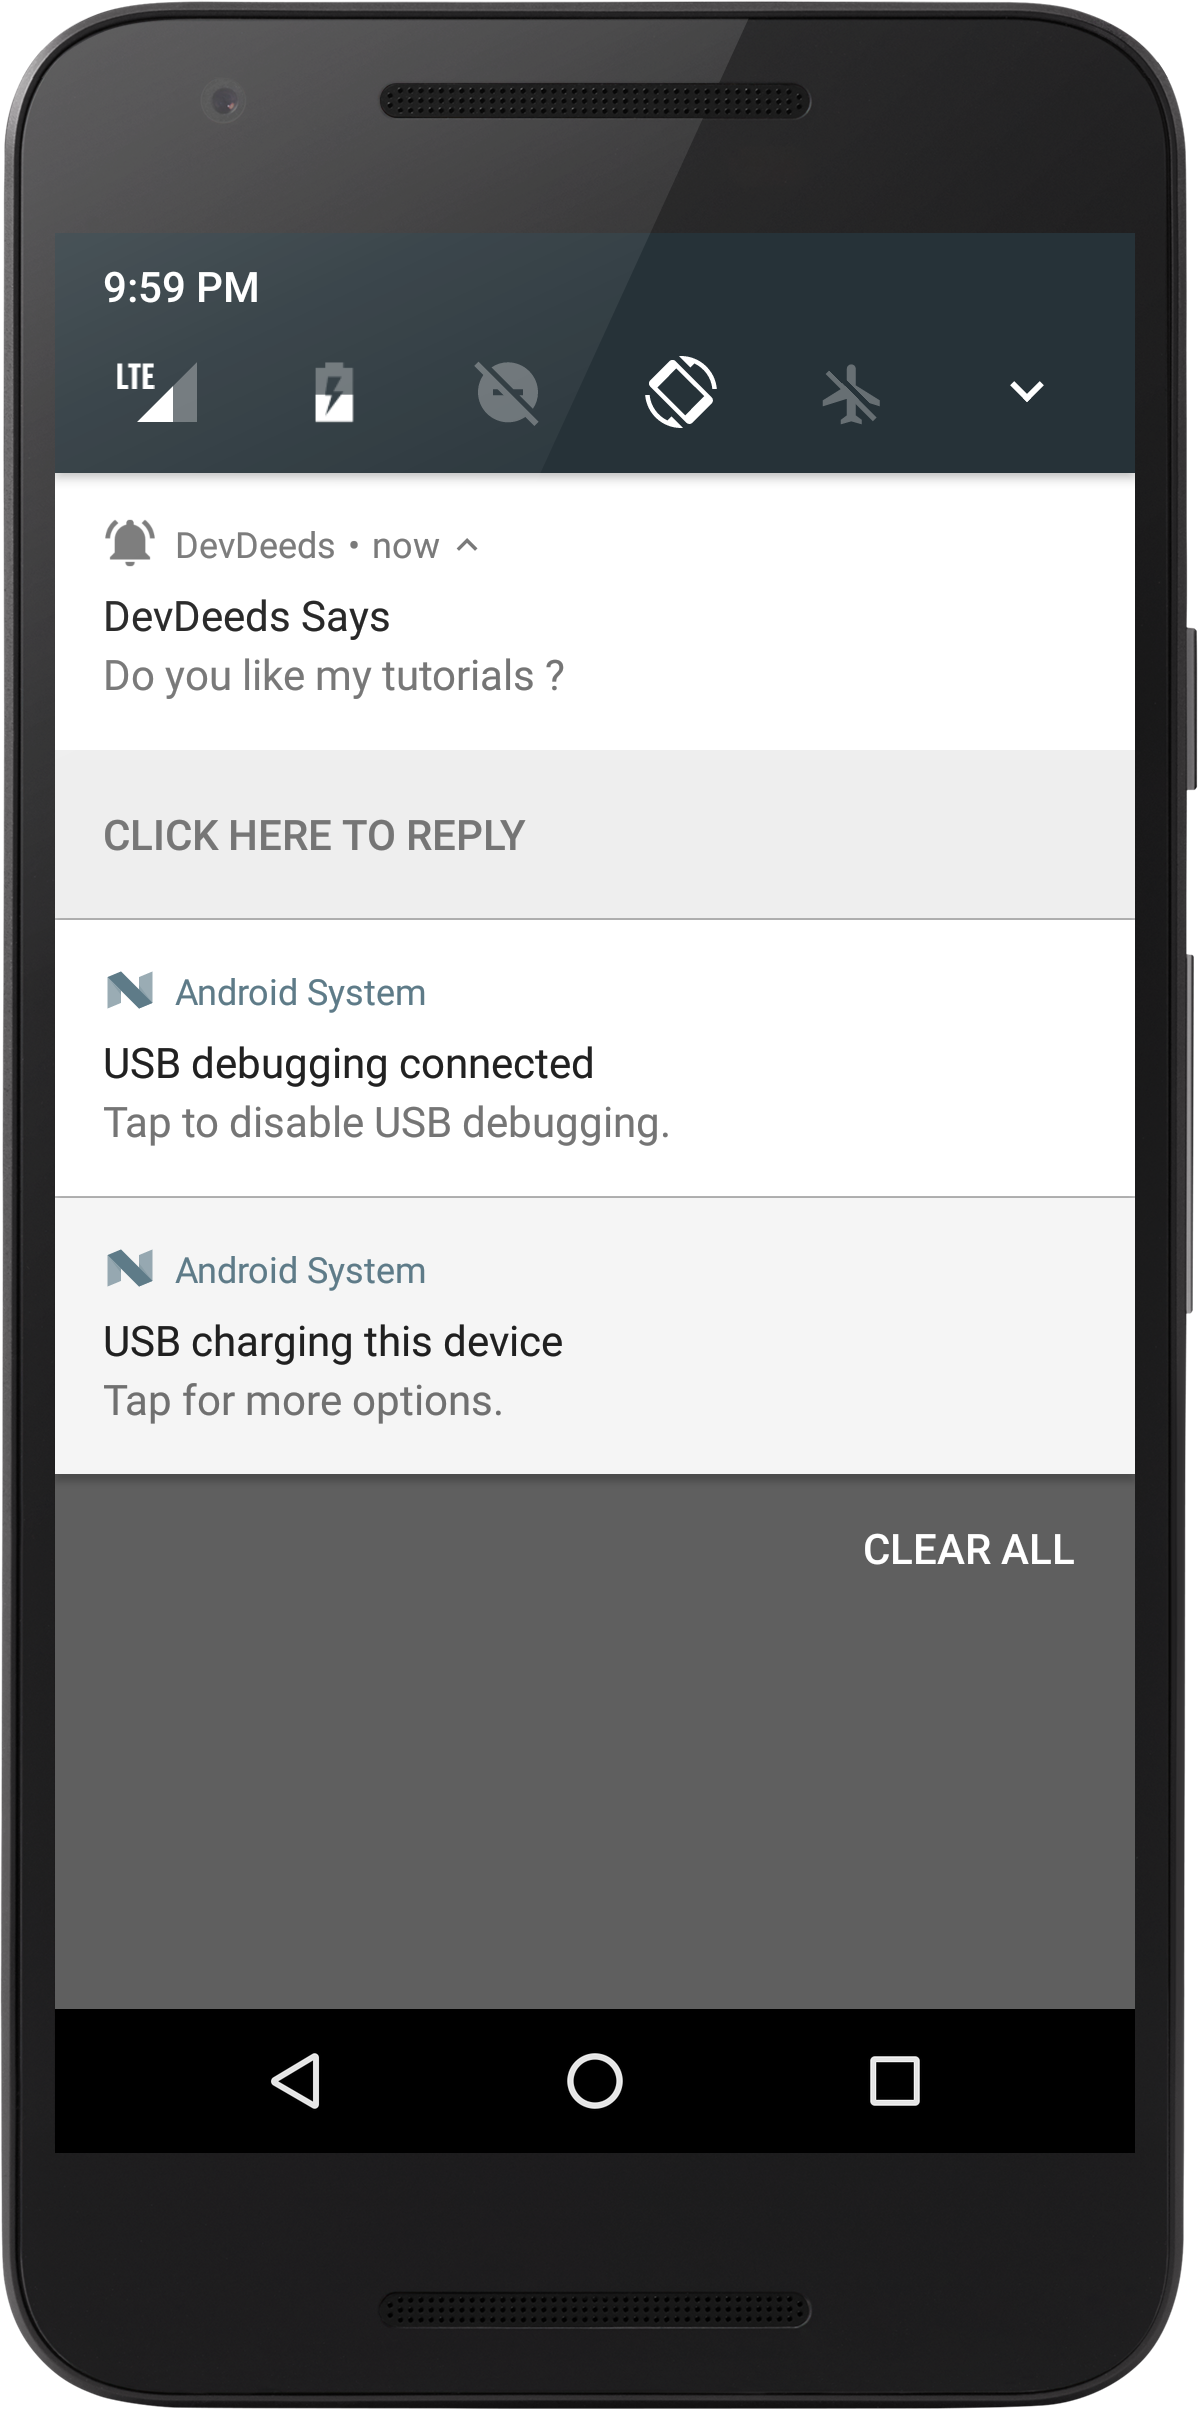 9:59 PM
LTE
DevDeeds • now
DevDeeds Says
Do you like my tutorials ?
CLICK HERE TO REPLY
Android System
USB debugging connected
Tap to disable USB debugging.
Android System
USB charging this device
Tap for more options.
CLEAR ALL